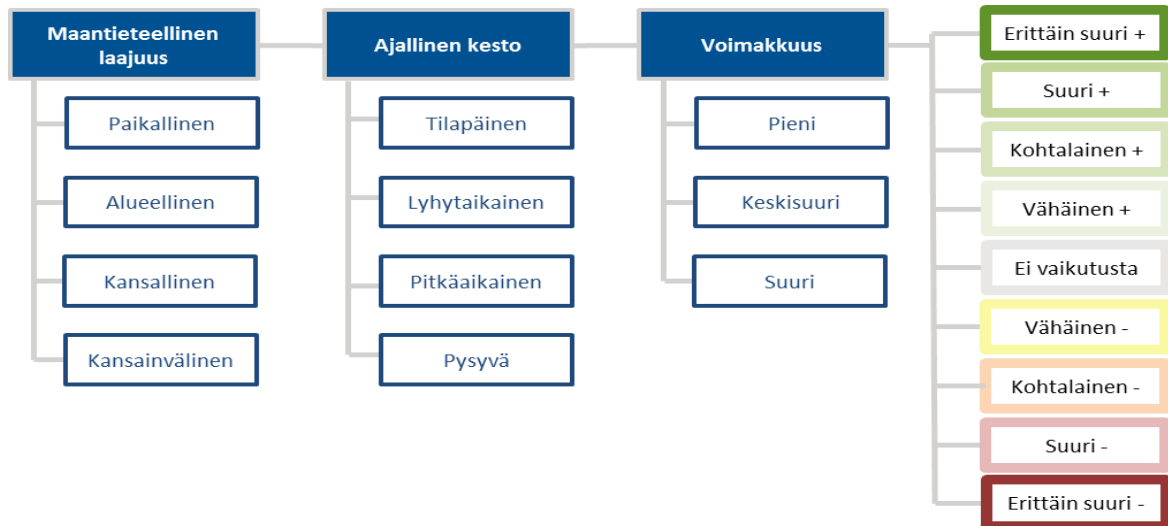 Maantieteellinen
laajuus
Paikallinen
Alueellinen
Kansallinen
Kansainvälinen
Ajallinen kesto
Tilapäinen
Lyhytaikainen
Pitkäaikainen
Pysyvä
Voimakkuus
Pieni
Keskisuuri
Suuri
Erittäin suuri +
Suuri +
Kohtalainen +
Vähäinen +
Ei vaikutusta
Vähäinen -
Kohtalainen -
Suuri -
Erittäin suuri -